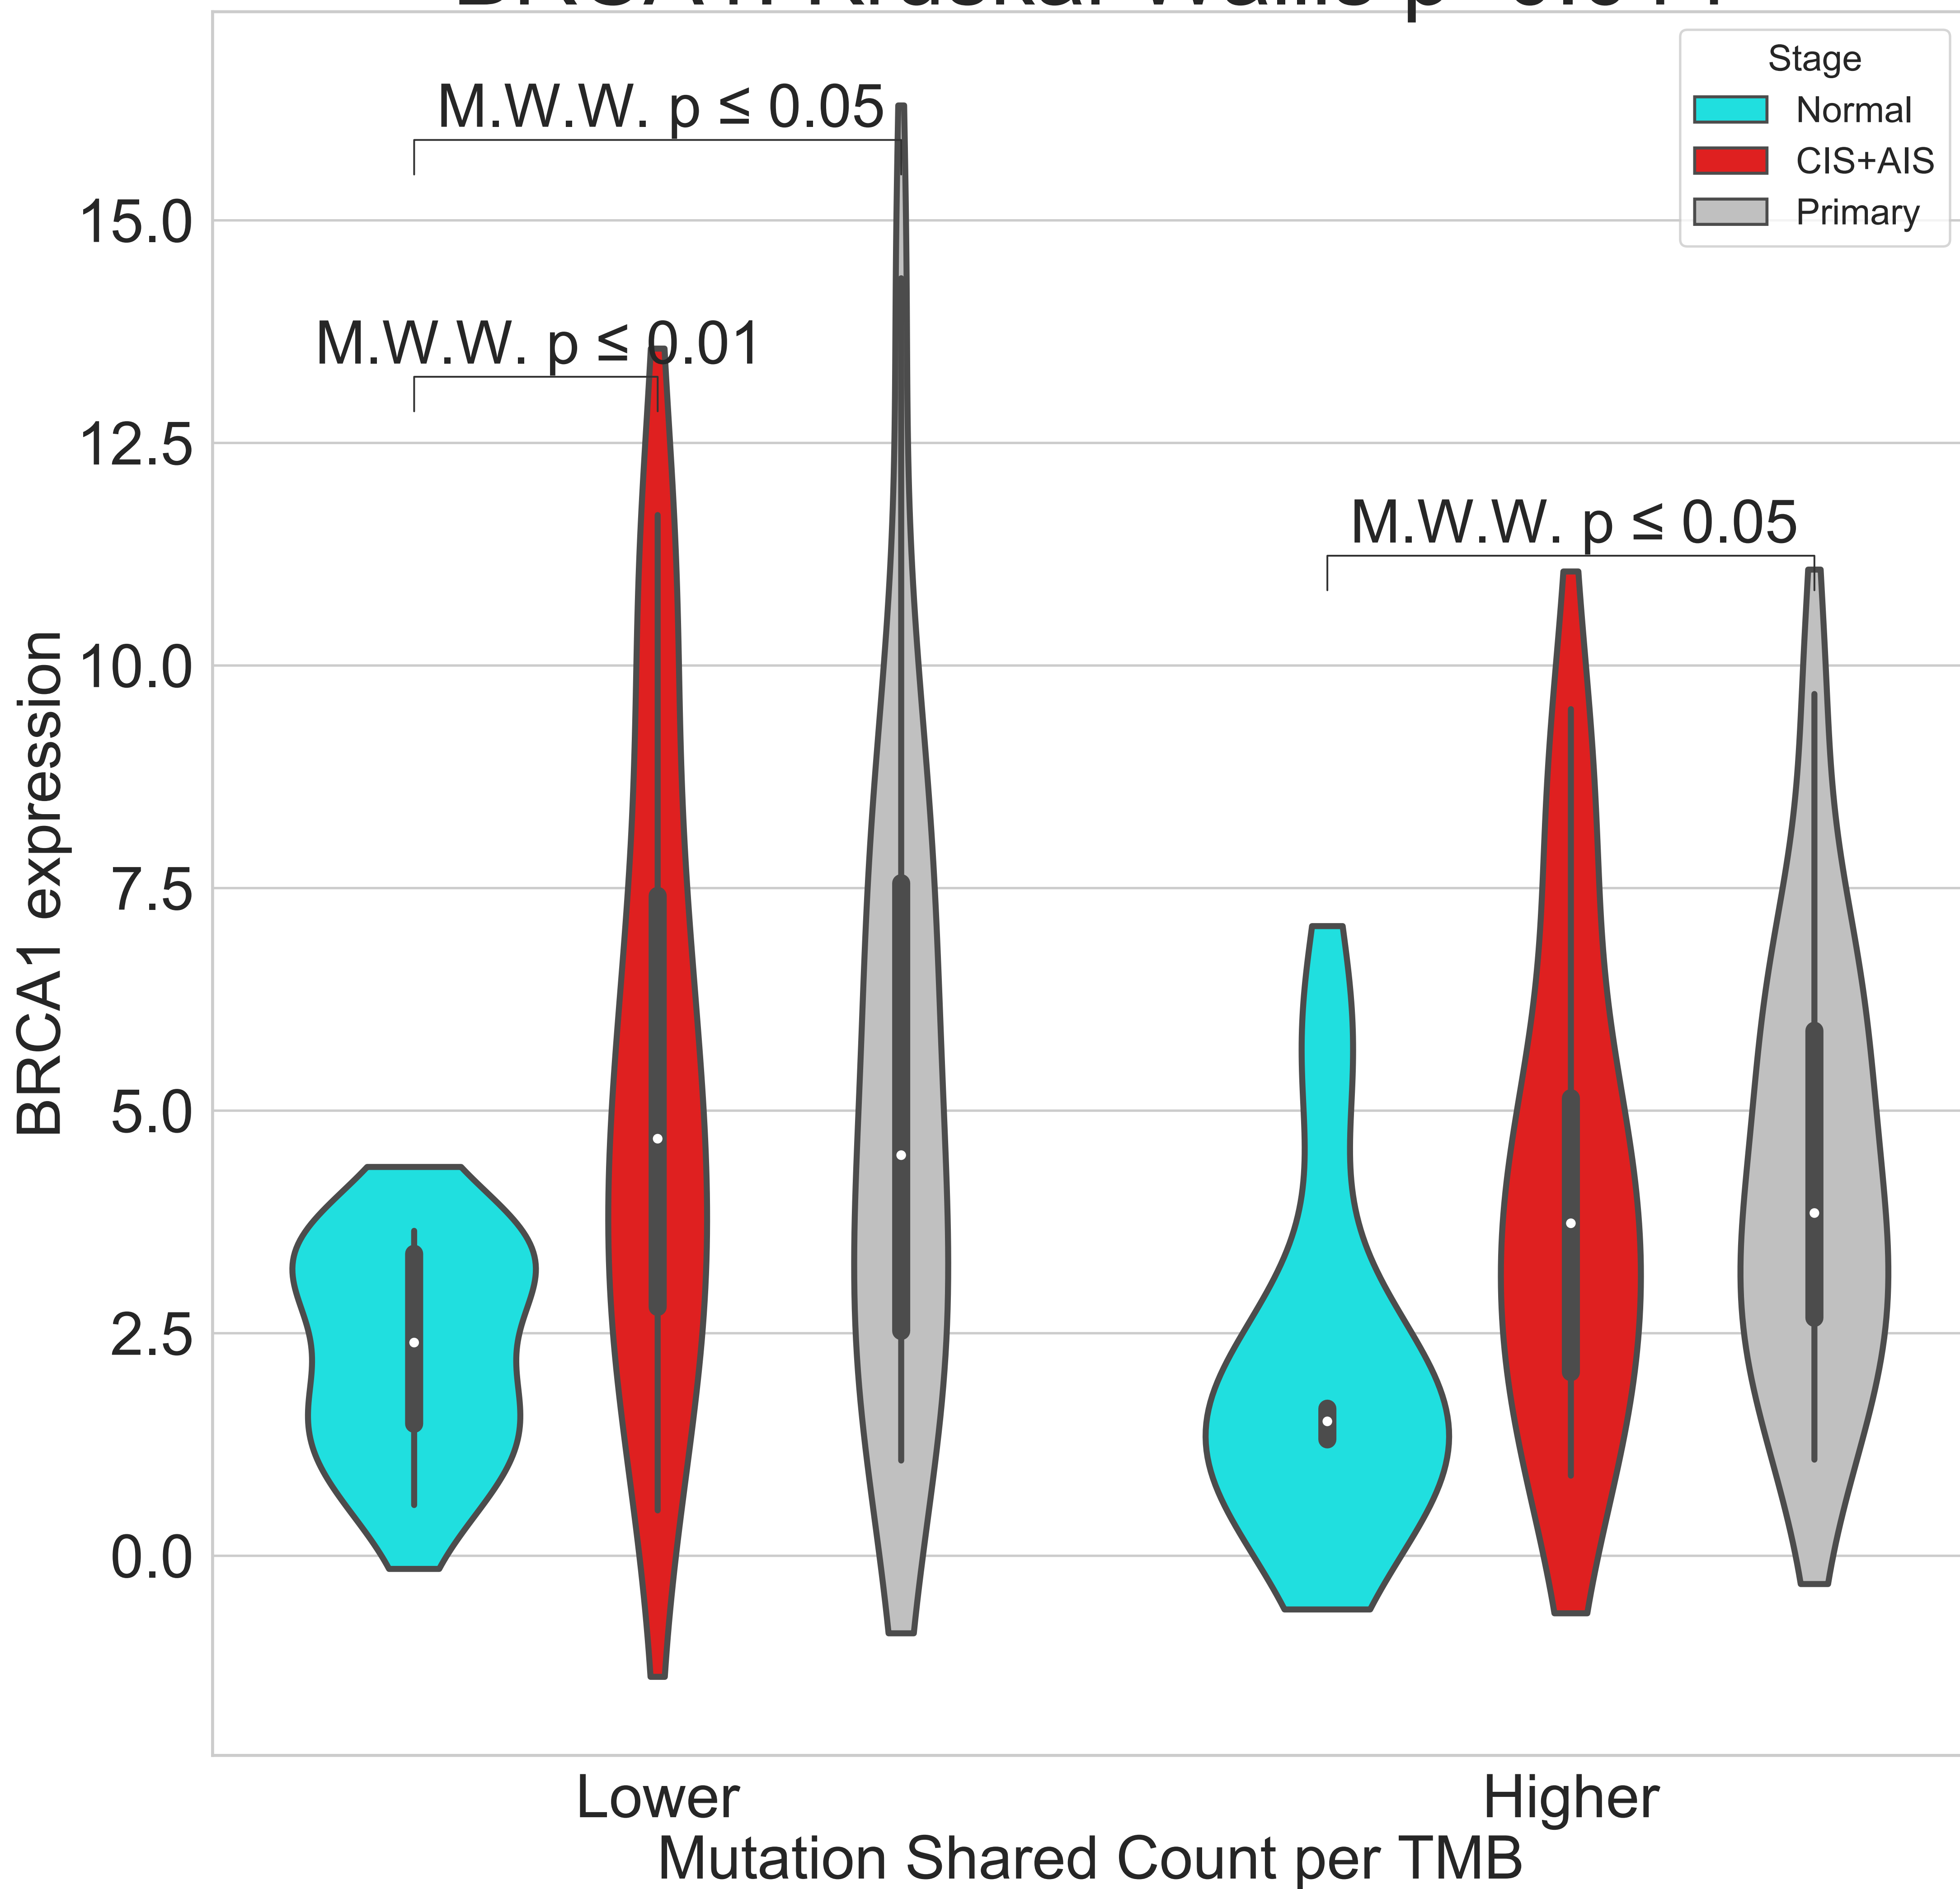 Stage
Normal
CIS+AIS
Primary
M.W.W. p ≤ 0.05
M.W.W. p ≤ 0.01
M.W.W. p ≤ 0.05
15.0
12.5
10.0
7.5
5.0
2.5
0.0
BRCA1 expression
Lower
Higher
Mutation Shared Count per TMB